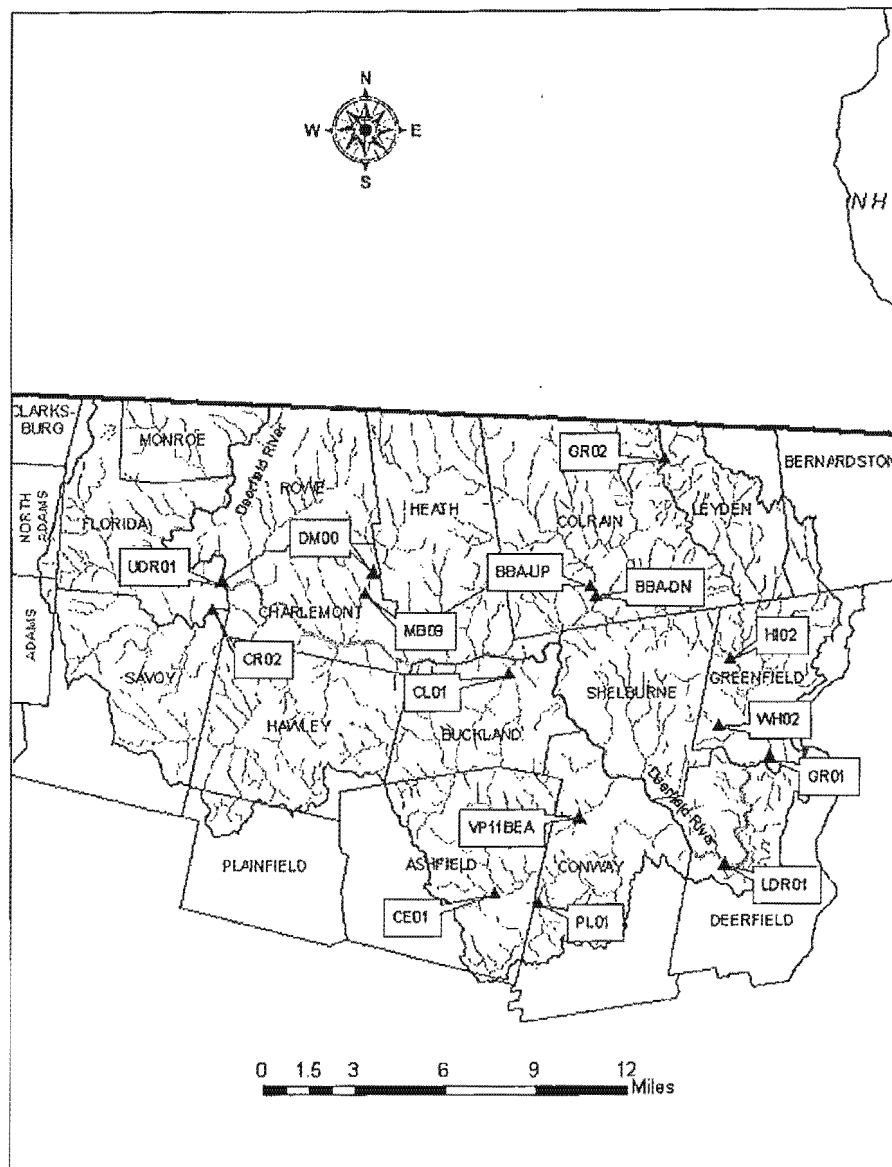 N
W E
S
NH
CLARKS-
BURG
MONROE
Deerfield River
ROWE
GR02
BERNARDSTON
NORTH
ADAMS
FLORIDA
HEATH
COLRAIN
LEYDEN
DM00
UDR01
BBA-UP
BBA-DN
ADAMS
CHARLEMONT
MB09
HI02
CR02
SAVOY
CL01
SHELBURNE
GREENFIELD
HAWLEY
BUCKLAND
WH02
GR01
Deerfield River
VP11BEA
PLAINFIELD
ASHFIELD
CONWAY
LDR01
CE01
PL01
DEERFIELD
0 1.5 3 6 9 12
Miles